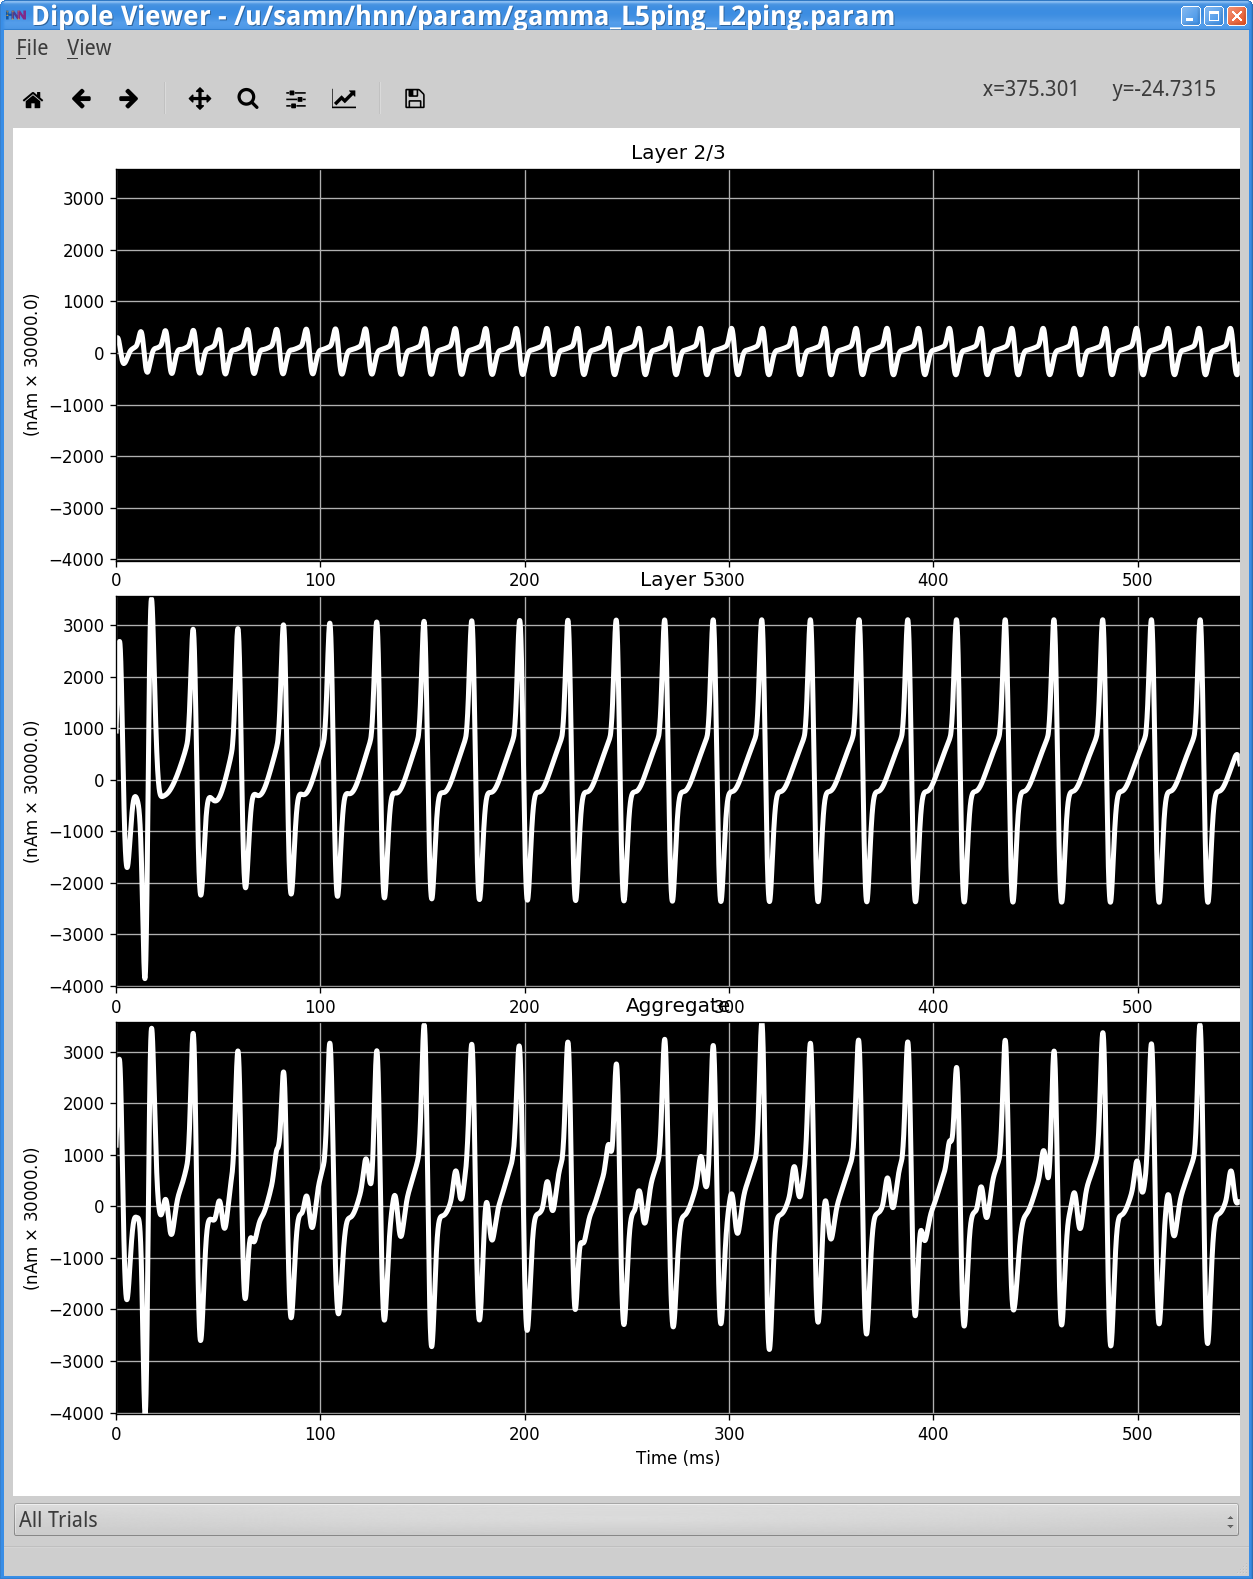 Dipole Viewer - /u/samn/hnn/param/gamma_L5ping_L2ping.param
File View
x=375.301 y=-24.7315
Layer 2/3
3000
2000
1000
0
−1000
−2000
−3000
−4000
(nAm × 30000.0)
0 100 200 300 400 500
Layer 5
3000
2000
1000
0
−1000
−2000
−3000
−4000
(nAm × 30000.0)
0 100 200 300 400 500
Aggregate
3000
2000
1000
0
−1000
−2000
−3000
−4000
(nAm × 30000.0)
0 100 200 300 400 500
Time (ms)
All Trials